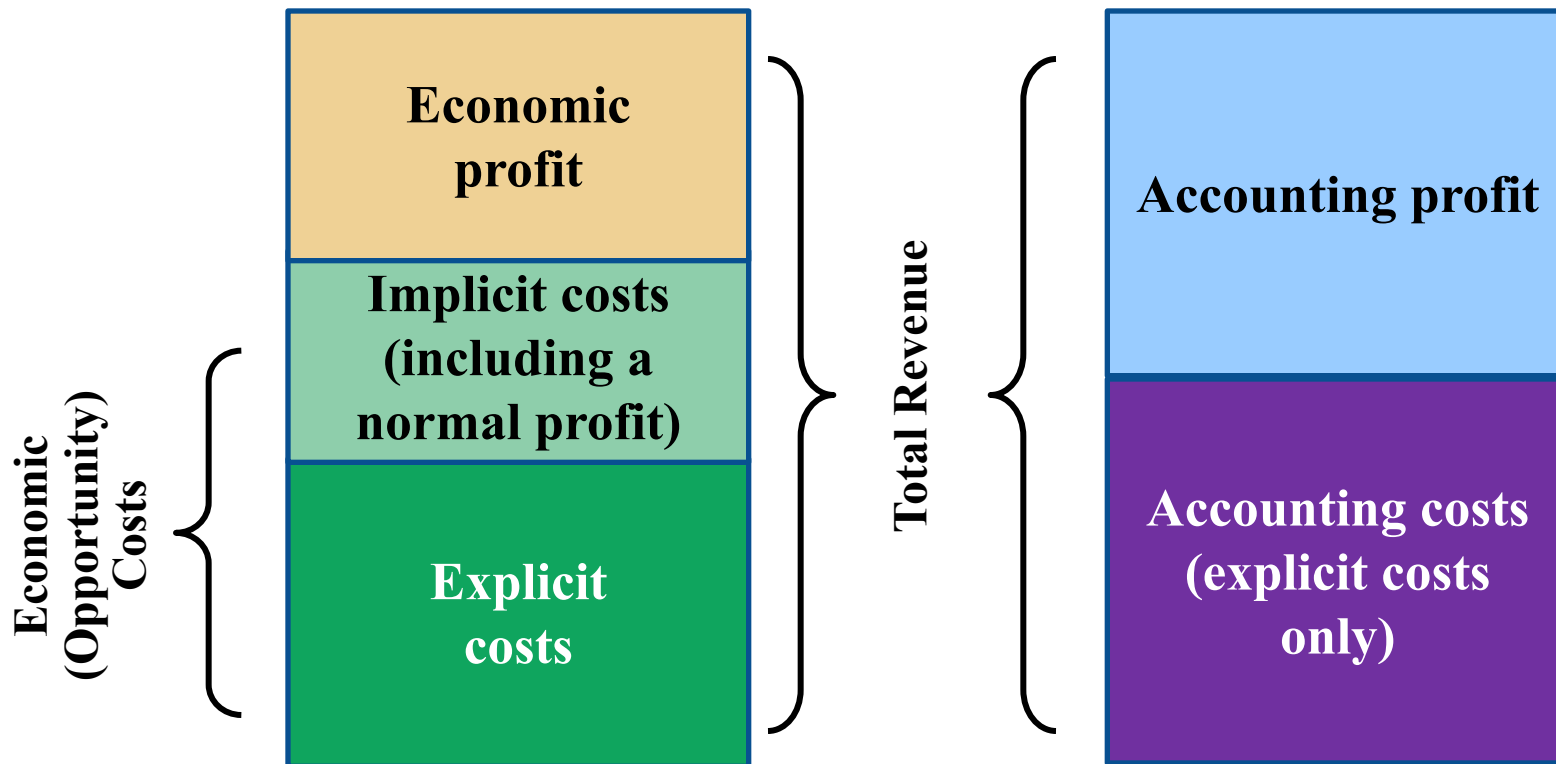 Economic
profit
Implicit costs
(including a
normal profit)
Explicit
costs
Economic
(Opportunity)
Costs
Total Revenue
Accounting profit
Accounting costs
(explicit costs
only)